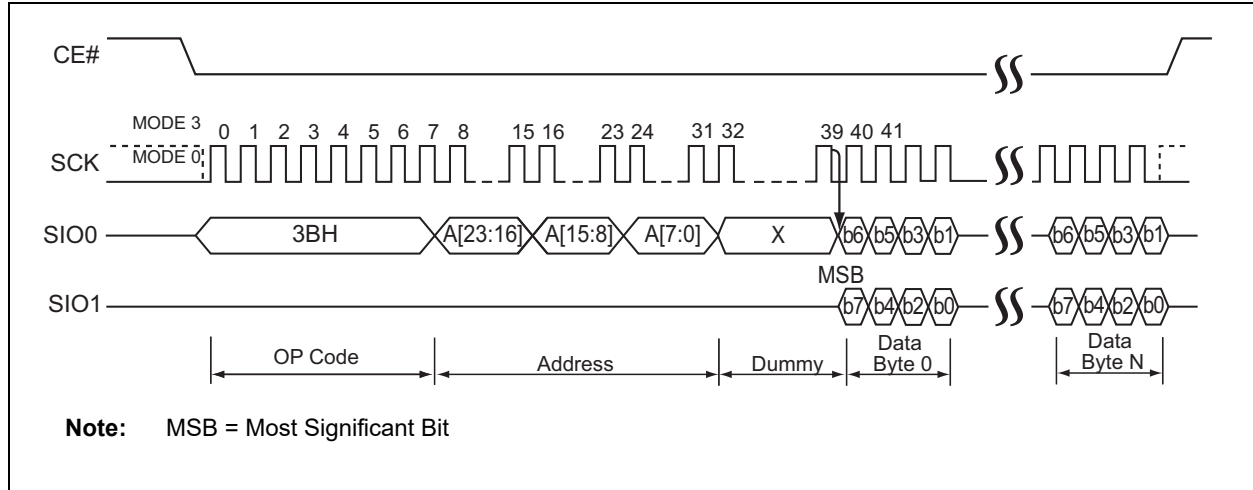 CE#
MODE 3
0 1 2 3 4 5 6 7 8 15 16 23 24 31 32 39 40 41
SCK
MODE 0
SIO0 3BH A[23:16] A[15:8] A[7:0] X b6 b5 b3 b1 b6 b5 b3 b1
MSB
SIO1 b7 b4 b2 b0 b7 b4 b2 b0
OP Code Address Dummy Data Byte 0 Data Byte N
Note: MSB = Most Significant Bit